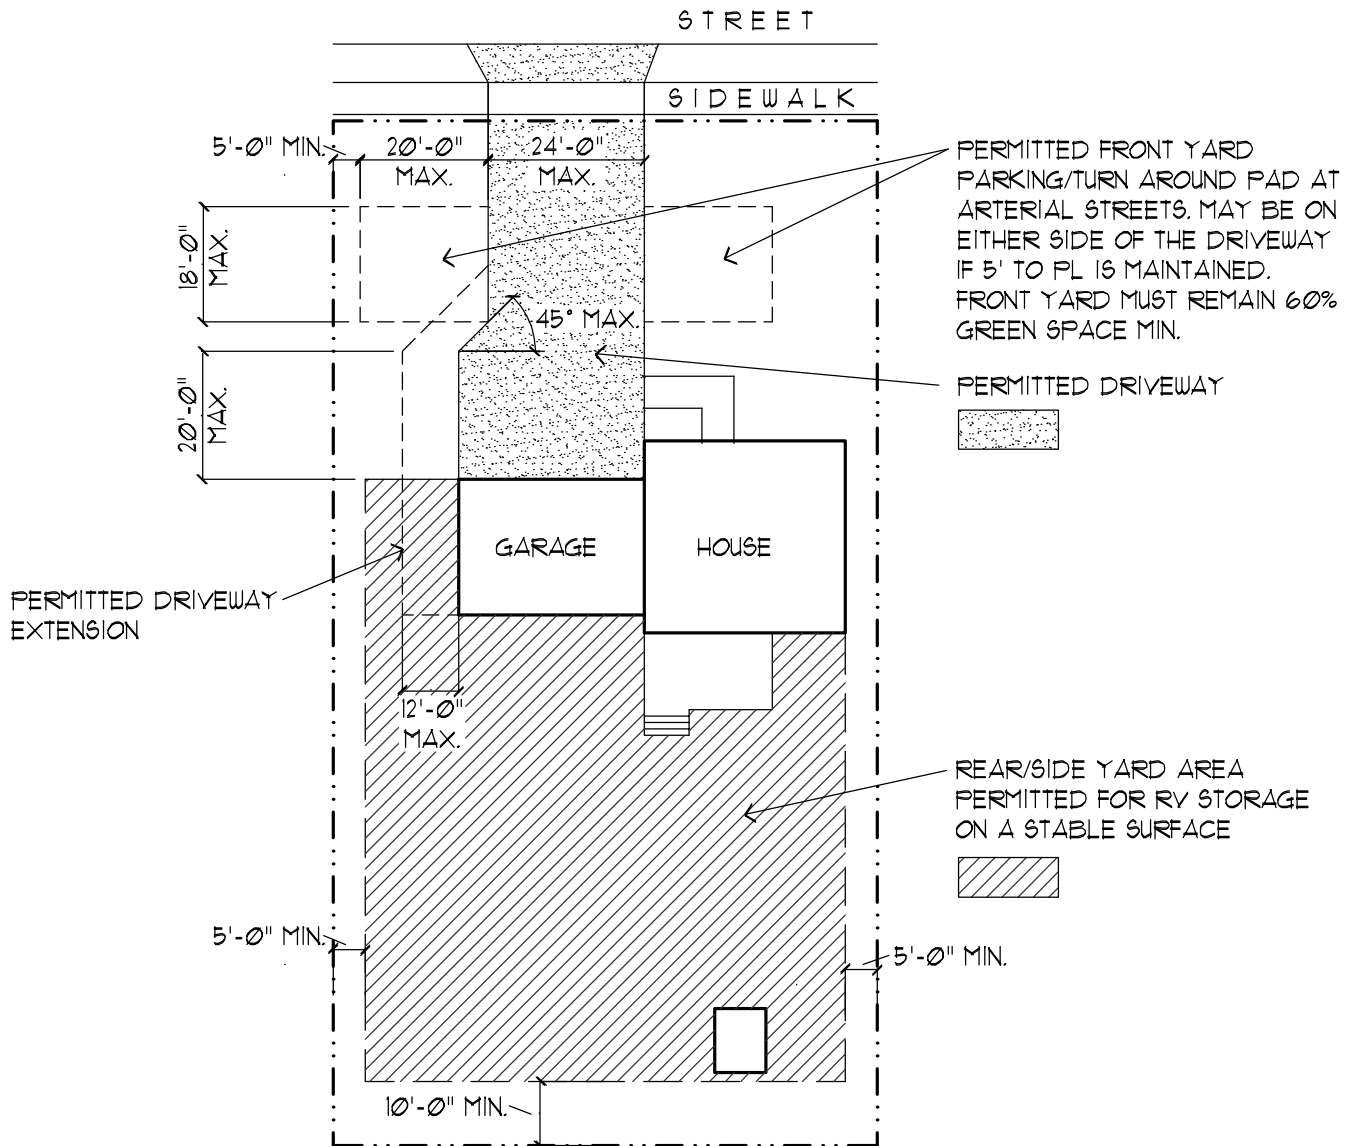 STREET
SIDEWALK
5'-0" MIN.
20'-0"
MAX.
24'-0"
MAX.
PERMITTED FRONT YARD
PARKING/TURN AROUND PAD AT
ARTERIAL STREETS. MAY BE ON
EITHER SIDE OF THE DRIVEWAY
IF 5' TO PL IS MAINTAINED.
FRONT YARD MUST REMAIN 60%
GREEN SPACE MIN.
18'-0"
MAX.
45° MAX.
20'-0"
MAX.
PERMITTED DRIVEWAY
GARAGE
HOUSE
PERMITTED DRIVEWAY
EXTENSION
12'-0"
MAX.
REAR/SIDE YARD AREA
PERMITTED FOR RV STORAGE
ON A STABLE SURFACE
5'-0" MIN.
5'-0" MIN.
10'-0" MIN.